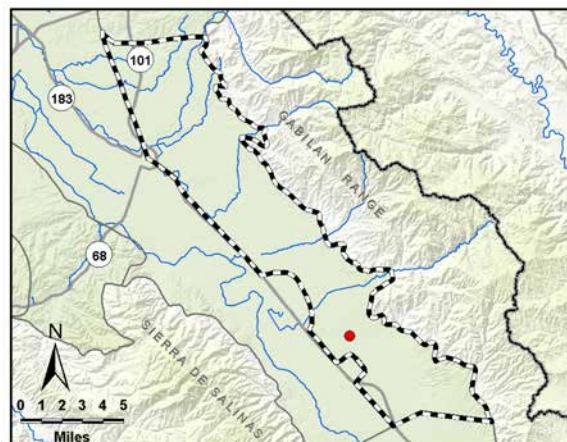 101
183
GABILAN RANGE
68
SIERRA DE SALINAS
N
0 1 2 3 4 5
Miles